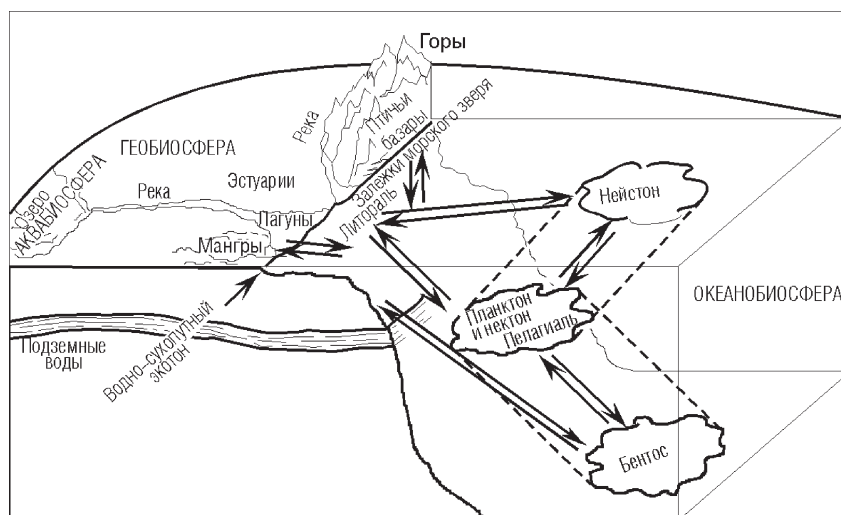 Горы
Река
Птичьи
базары
Залежки морского зверя
Литораль
ГЕОБИОСФЕРА
Озеро
АКВАБИОСФЕРА
Река
Эстуарии
Лагуны
Мангры
Нейстон
ОКЕАНОБИОСФЕРА
Планктон
и нектон
Пелагиаль
Подземные
воды
Водно-сухопутный
экотон
Бентос